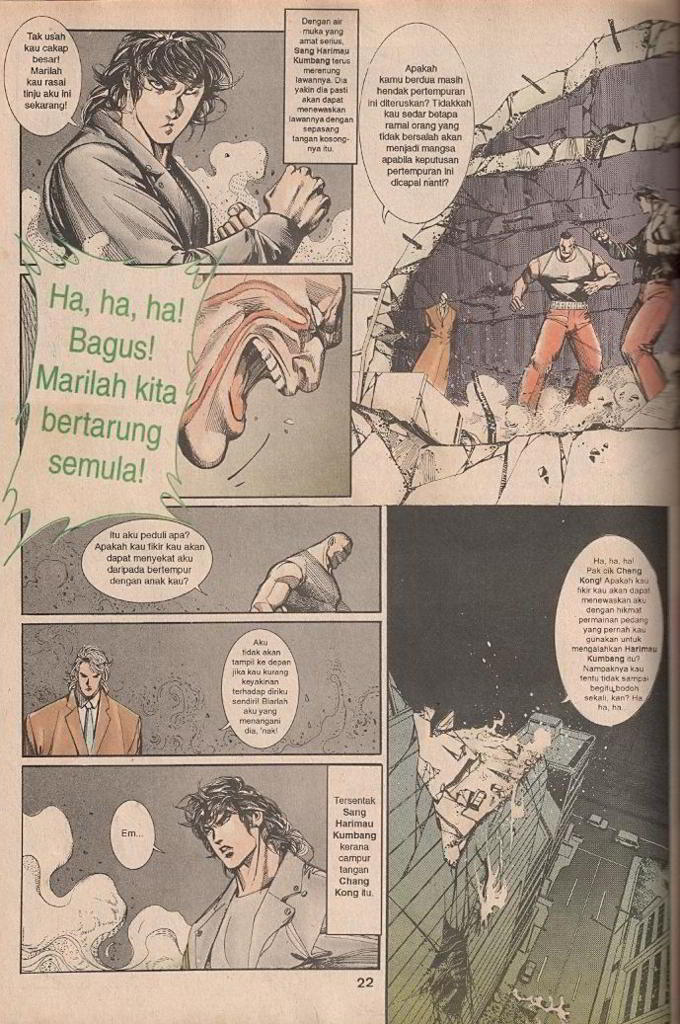 Tak usah
kau cakap
besar!
Marilah
kau rasai
tinju aku ini
sekarang!
Dengan air
muka yang
amat serius,
Sang Harimau
Kumbang terus
merenung
lawannya. Dia
yakin dia pasti
akan dapat
menewaskan
lawannya dengan
sepasang
tangan kosong-
nya itu.
Apakah
kamu berdua masih
hendak pertempuran
ini diteruskan? Tidakkah
kau sedar betapa
ramai orang yang
tidak bersalah akan
menjadi mangsa
apabila keputusan
pertempuran ini
dicapai nanti?
Ha, ha, ha!
Bagus!
Marilah kita
bertarung
semula!
Itu aku peduli apa?
Apakah kau fikir kau akan
dapat menyekat aku
daripada bertempur
dengan anak kau?
Aku
tidak akan
tampil ke depan
jika kau kurang
keyakinan
terhadap diriku
sendiri! Biarlah
aku yang
menangani
dia, 'nak!
Em...
Tersentak
Sang
Harimau
Kumbang
kerana
campur
tangan
Chang
Kong itu.
Ha, ha, ha!
Pak cik Chang
Kong! Apakah kau
fikir kau akan dapat
menewaskan aku
dengan hikmat
permainan pedang
yang pernah kau
gunakan untuk
mengalahkan Harimau
Kumbang itu?
Nampaknya kau
tentu tidak sampai
begitu bodoh
sekali, kan? Ha,
ha, ha...
22